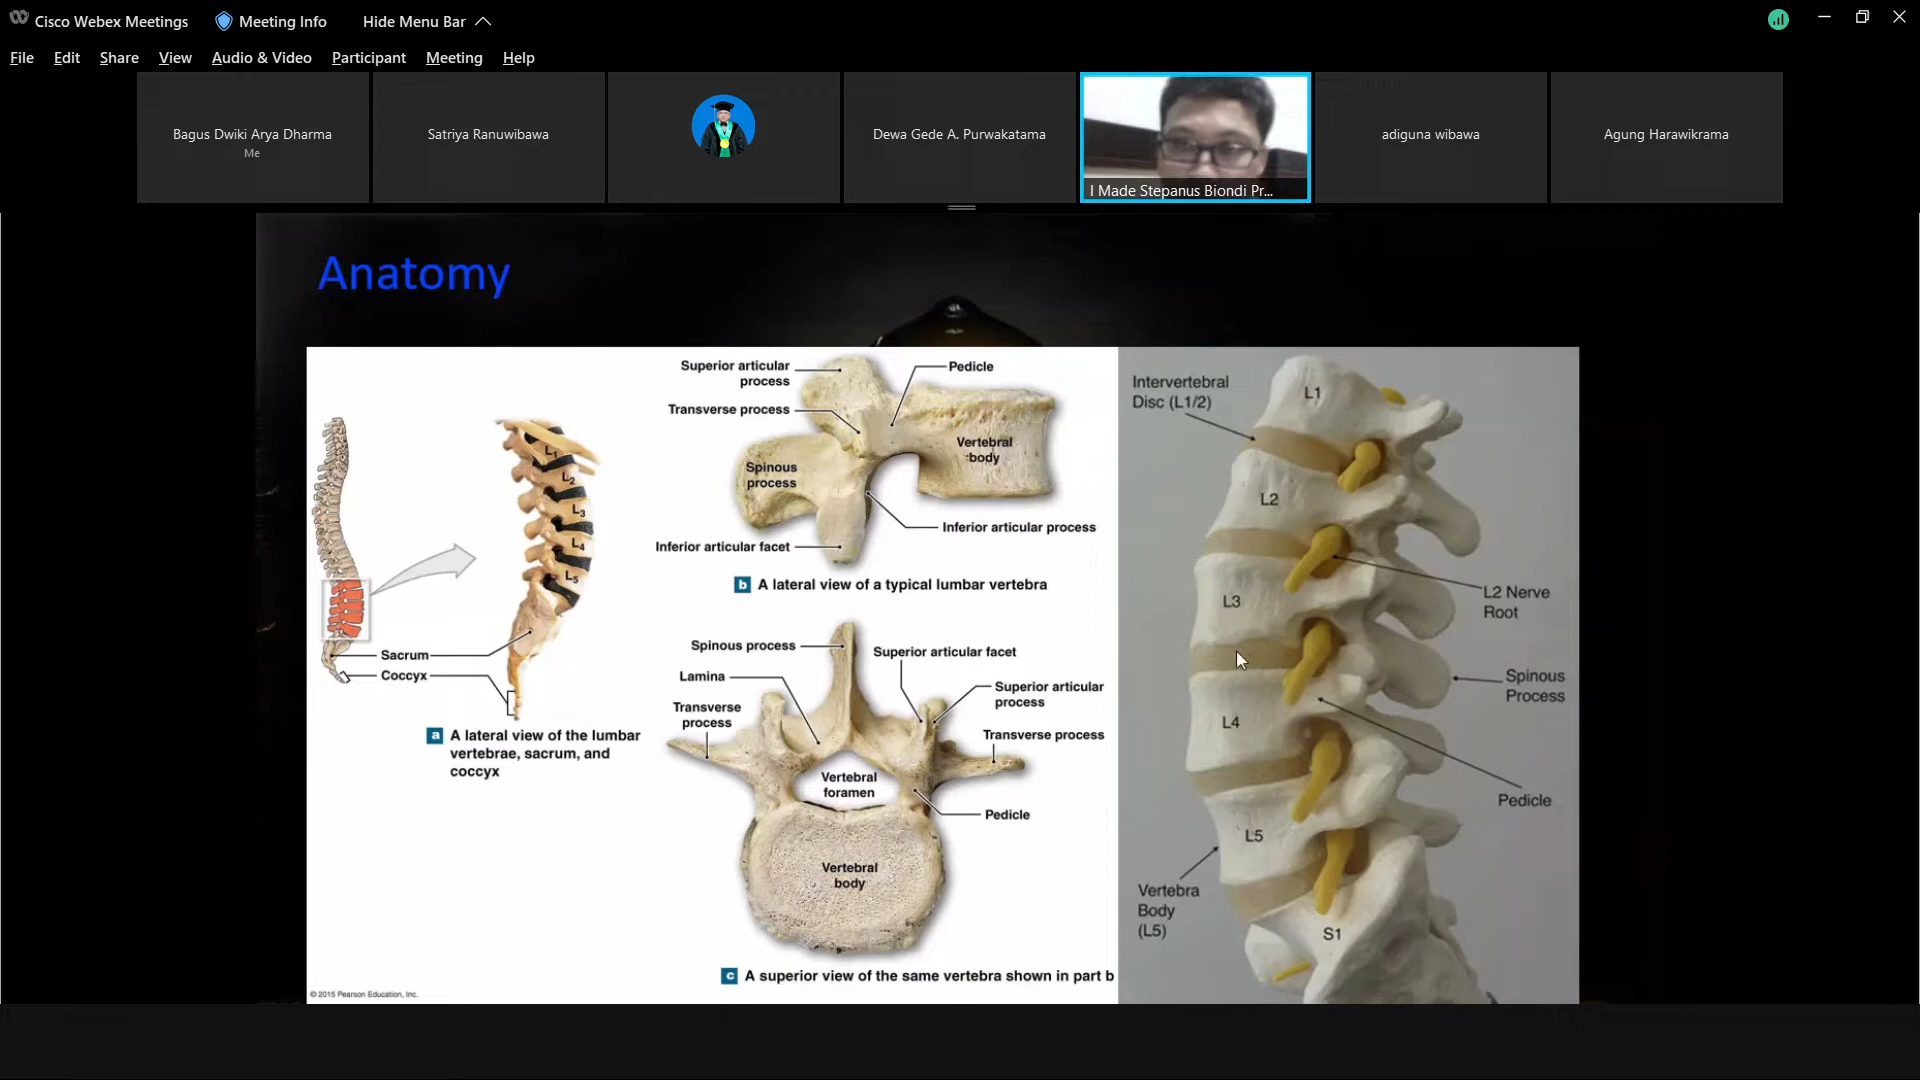 Cisco Webex Meetings
Meeting Info
Hide Menu Bar
File Edit Share View Audio & Video Participant Meeting Help
Bagus Dwiki Arya Dharma
Me
Satriya Ranuwibawa
Dewa Gede A. Purwakatama
I Made Stepanus Biondi Pr...
adiguna wibawa
Agung Harawikrama
Anatomy
L1
L2
L3
L4
L5
Sacrum
Coccyx
a A lateral view of the lumbar
vertebrae, sacrum, and
coccyx
© 2015 Pearson Education, Inc.
Superior articular
process
Pedicle
Transverse process
Vertebral
body
Spinous
process
Inferior articular process
Inferior articular facet
b A lateral view of a typical lumbar vertebra
Spinous process
Superior articular facet
Lamina
Superior articular
process
Transverse
process
Transverse process
Vertebral
foramen
Pedicle
Vertebral
body
c A superior view of the same vertebra shown in part b
Intervertebral
Disc (L1/2)
L1
L2
L3
L2 Nerve
Root
Spinous
Process
L4
Pedicle
L5
Vertebra
Body
(L5)
S1